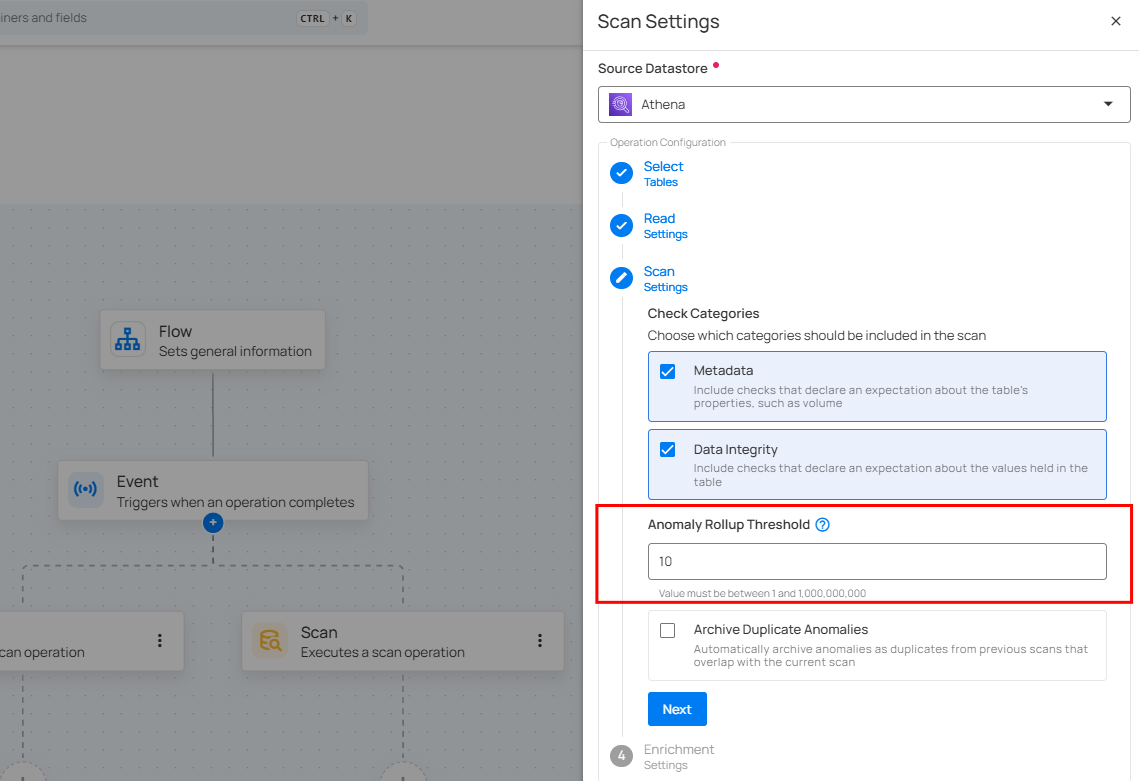 iners and fields
CTRL + K
Flow
Sets general information
Event
Triggers when an operation completes
can operation
Scan
Executes a scan operation
Scan Settings
Source Datastore
Athena
Operation Configuration
Select
Tables
Read
Settings
Scan
Settings
Check Categories
Choose which categories should be included in the scan
Metadata
Include checks that declare an expectation about the table's
properties, such as volume
Data Integrity
Include checks that declare an expectation about the values held in the
table
Anomaly Rollup Threshold
10
Value must be between 1 and 1,000,000,000
Archive Duplicate Anomalies
Automatically archive anomalies as duplicates from previous scans that
overlap with the current scan
Next
4
Enrichment
Settings